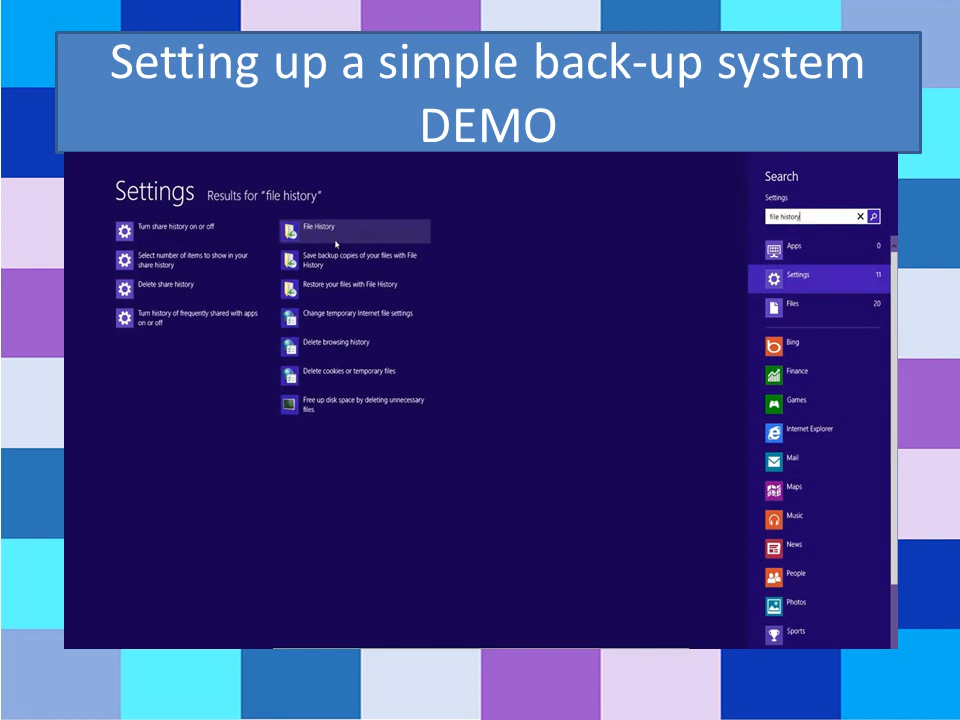 Setting up a simple back-up system
DEMO
Settings Results for “file history”
Turn share history on or off
Select number of items to show in your
share history
Delete share history
Turn history of frequently shared with apps
on or off
File History
Save backup copies of your files with File
History
Restore your files with File History
Change temporary Internet file settings
Delete browsing history
Delete cookies or temporary files
Free up disk space by deleting unnecessary
files
Search
Settings
file history
Apps 0
Settings 11
Files 20
Bing
Finance
Games
Internet Explorer
Mail
Maps
Music
News
People
Photos
Sports